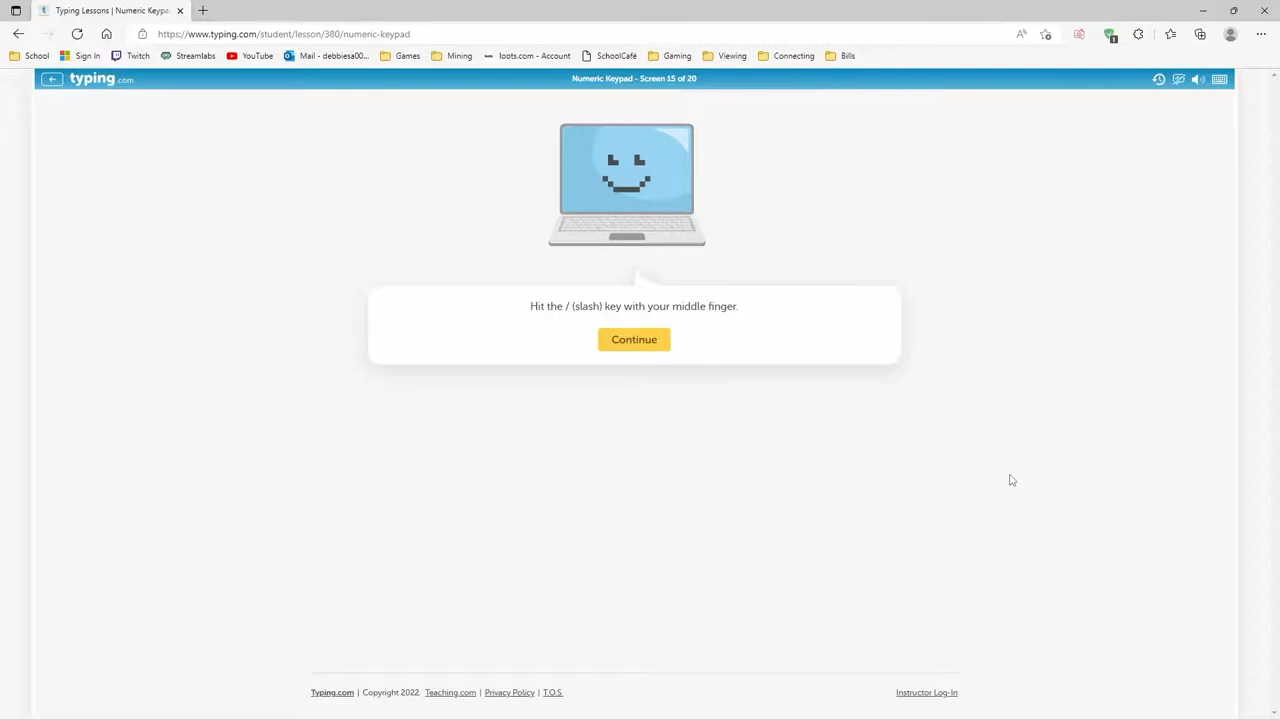 Typing Lessons | Numeric Keypa
https://www.typing.com/student/lesson/380/numeric-keypad
School Sign In Twitch Streamlabs YouTube Mail - debbiesa00... Games Mining loots.com - Account SchoolCafé Gaming Viewing Connecting Bills
typing.com Numeric Keypad - Screen 15 of 20
Hit the / (slash) key with your middle finger.
Continue
Typing.com | Copyright 2022 Teaching.com | Privacy Policy | T.O.S. Instructor Log-In